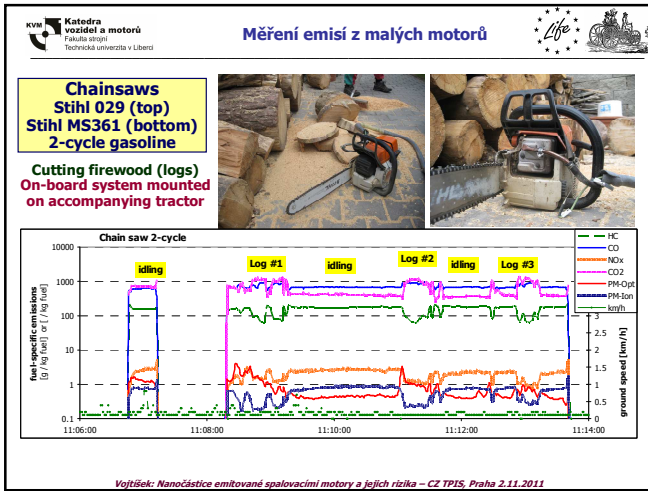 KVM
Katedra
vozidel a motorů
Fakulta strojní
Technická univerzita v Liberci
Měření emisí z malých motorů
Life
Chainsaws
Stihl 029 (top)
Stihl MS361 (bottom)
2-cycle gasoline
Cutting firewood (logs)
On-board system mounted
on accompanying tractor
Chain saw 2-cycle
fuel-specific emissions
[g / kg fuel] or [ / kg fuel]
10000
1000
100
10
1
0.1
idling
Log #1
idling
Log #2
idling
Log #3
HC
CO
NOx
CO2
PM-Opt
PM-Ion
km/h
3
2.5
2
1.5
1
0.5
0
ground speed [km/h]
11:06:00
11:08:00
11:10:00
11:12:00
11:14:00
Vojtíšek: Nanočástice emitované spalovacími motory a jejich rizika – CZ TPIS, Praha 2.11.2011